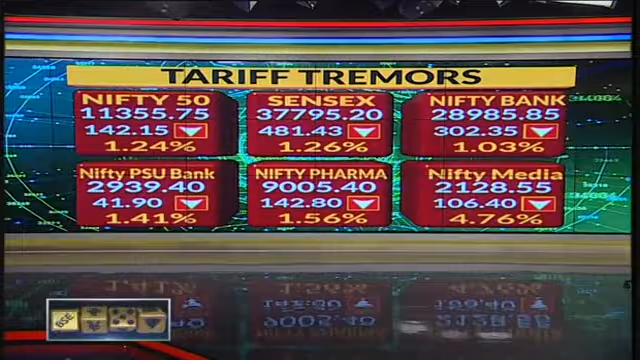 TARIFF TREMORS
NIFTY 50
11355.75
142.15
1.24%
SENSEX
37795.20
481.43
1.26%
NIFTY BANK
28985.85
302.35
1.03%
Nifty PSU Bank
2939.40
41.90
1.41%
NIFTY PHARMA
9005.40
142.80
1.56%
Nifty Media
2128.55
106.40
4.76%
BSE